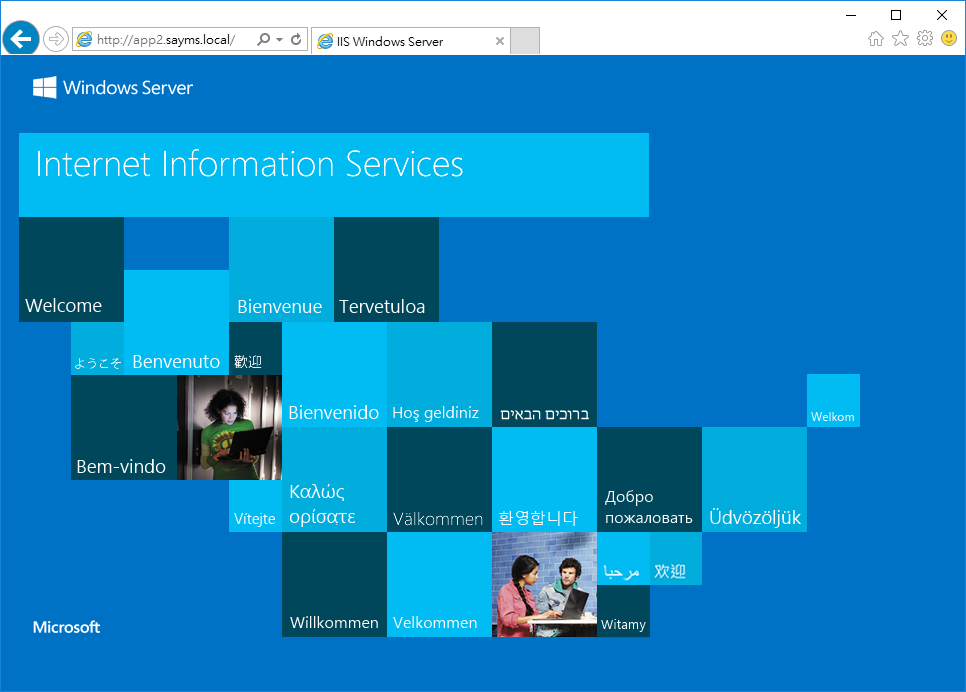 http://app2.sayms.local/
IIS Windows Server
Windows Server
Internet Information Services
Welcome
Bienvenue
Tervetuloa
ようこそ
Benvenuto
歡迎
Bienvenido
Hoş geldiniz
ברוכים הבאים
Welkom
Bem-vindo
Vítejte
Καλώς
ορίσατε
Välkommen
환영합니다
Добро
пожаловать
Üdvözöljük
Willkommen
Velkommen
مرحبا
欢迎
Witamy
Microsoft